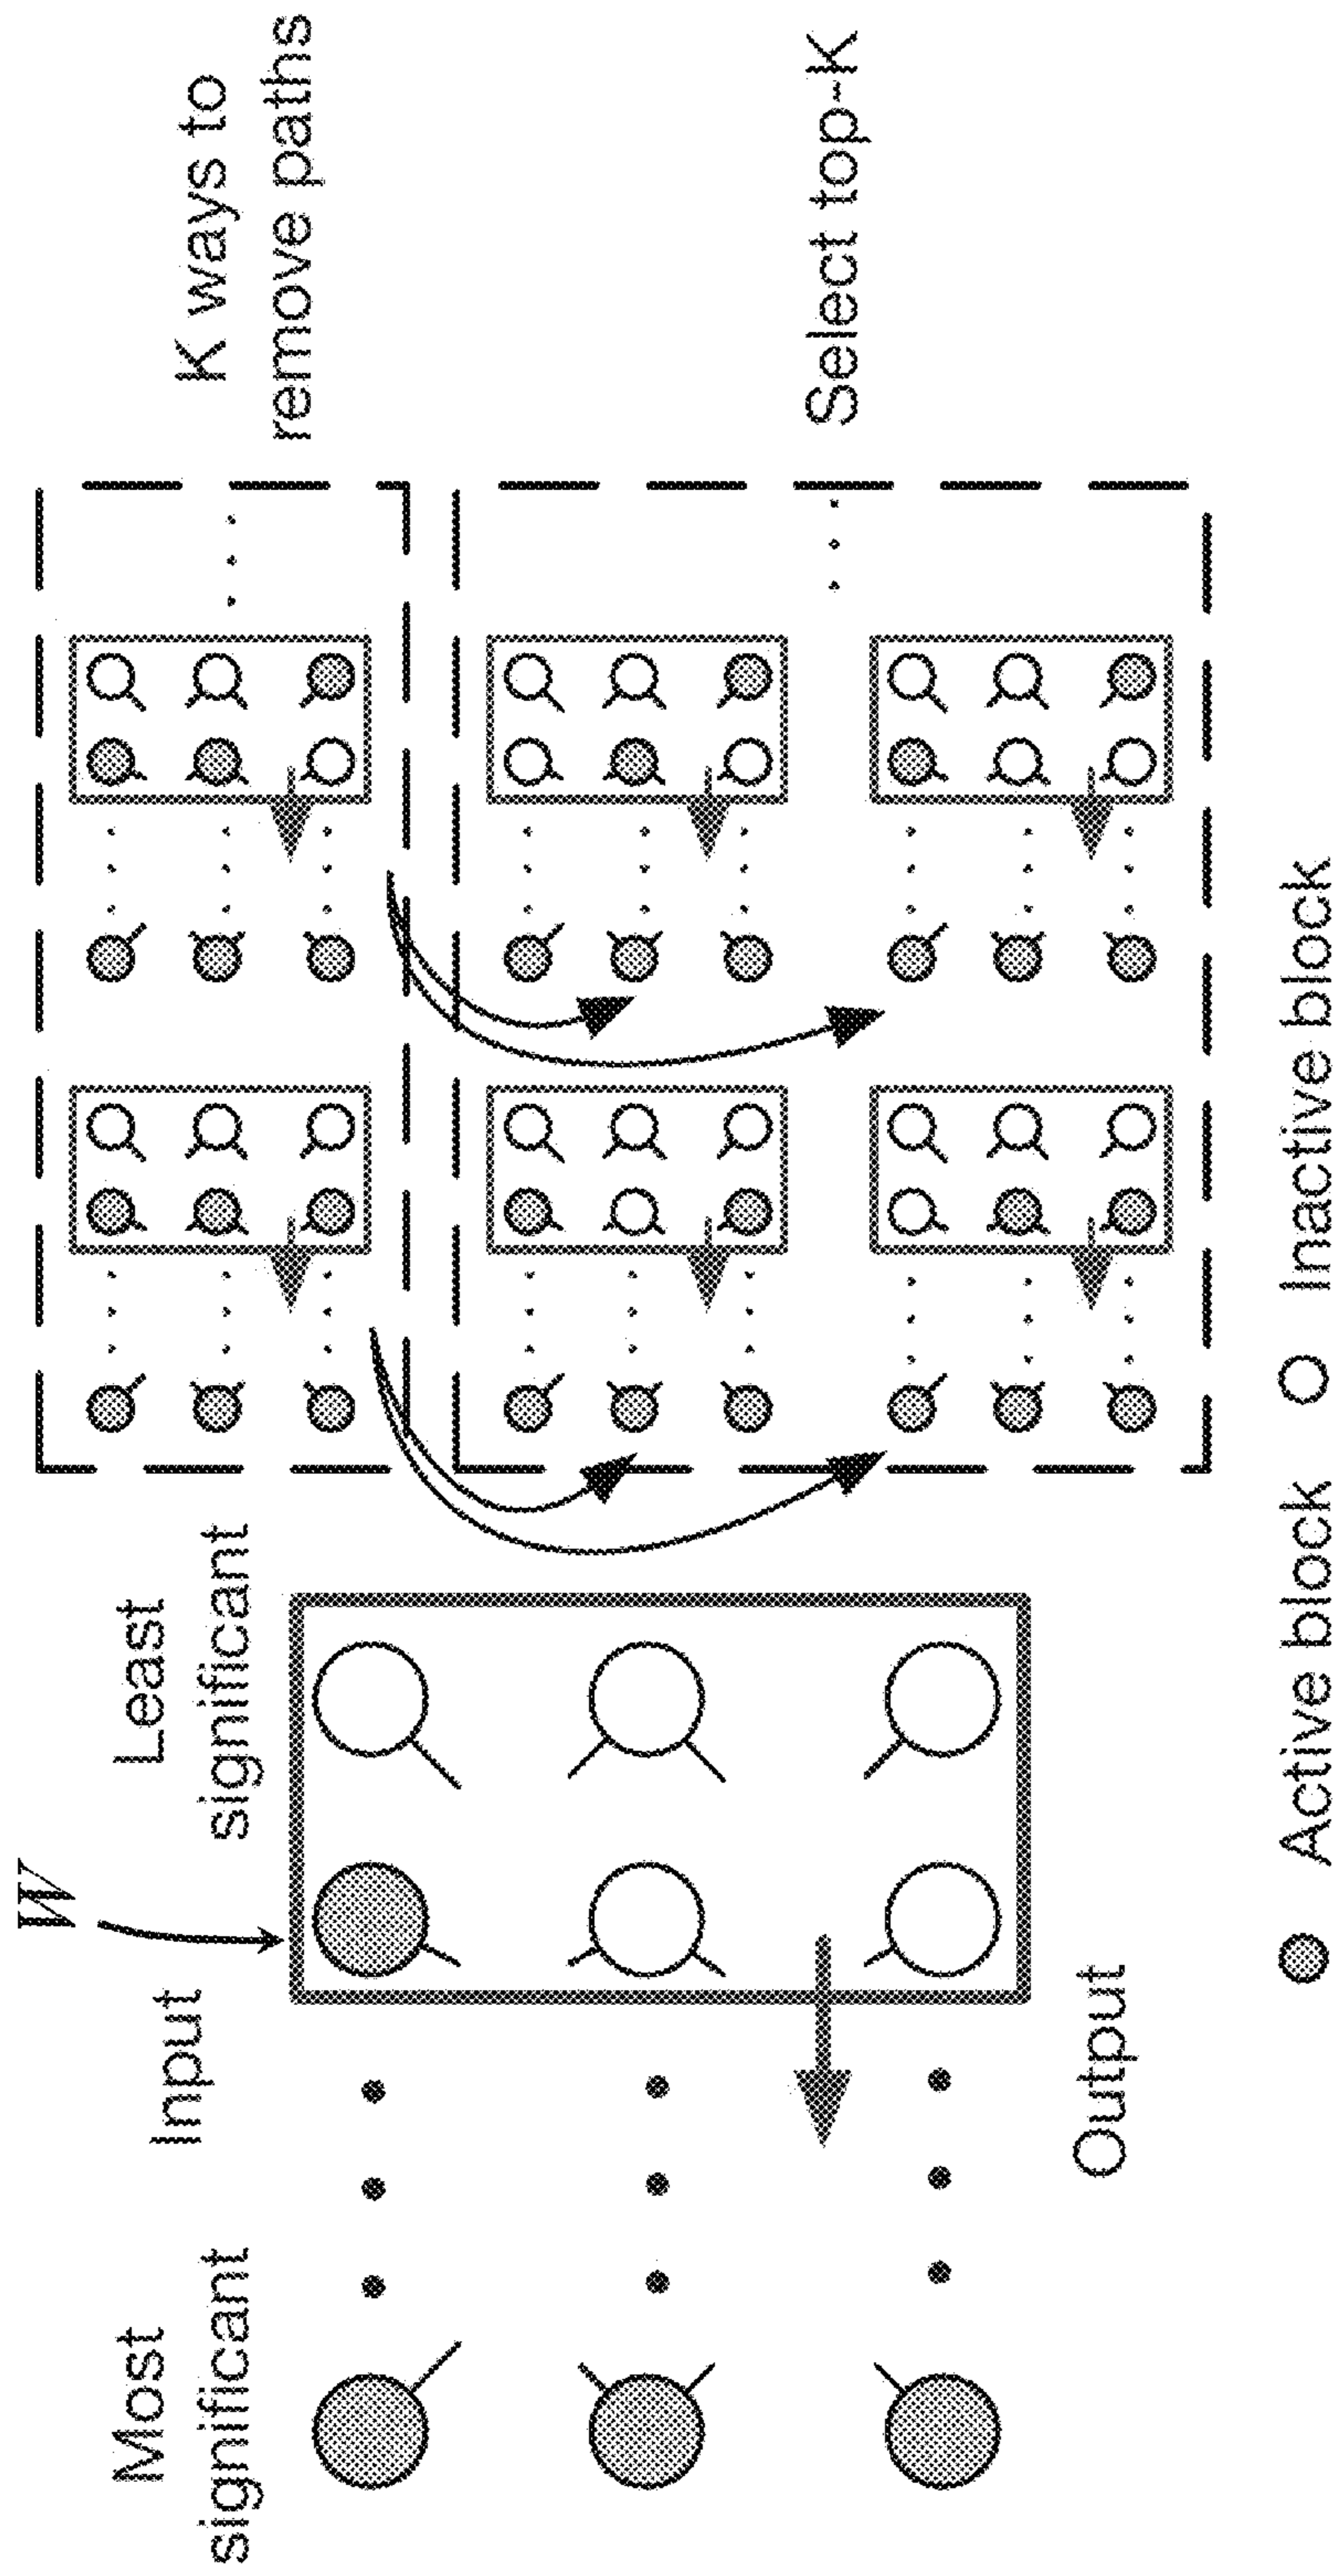 W
Most
significant
Input
Least
significant
Output
K ways to
remove paths
Select top-K
Active block
Inactive block